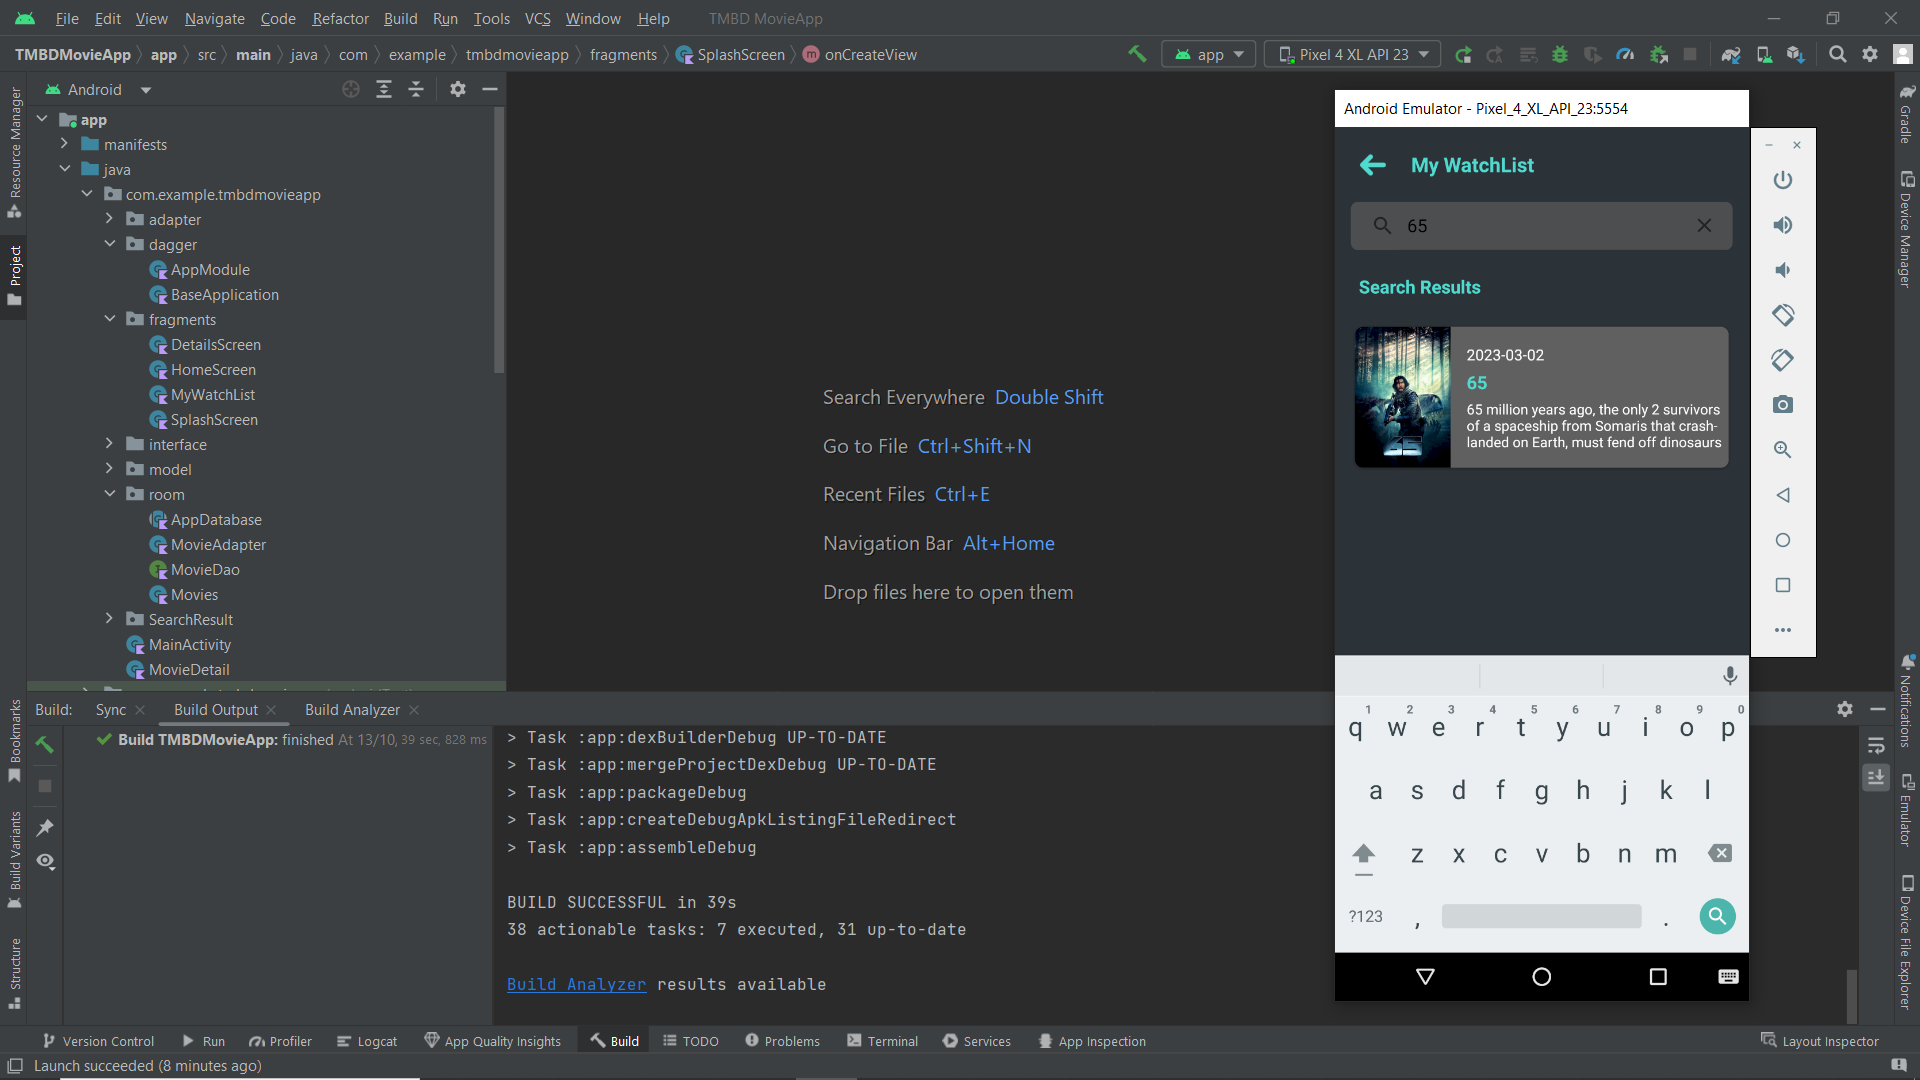 File Edit View Navigate Code Refactor Build Run Tools VCS Window Help TMBD MovieApp
TMBDMovieApp app src main java com example tmbdmovieapp fragments SplashScreen m onCreateView
app Pixel 4 XL API 23
Resource Manager
Project
Bookmarks
Build Variants
Structure
Android
app
manifests
java
com.example.tmbdmovieapp
adapter
dagger
AppModule
BaseApplication
fragments
DetailsScreen
HomeScreen
MyWatchList
SplashScreen
interface
model
room
AppDatabase
MovieAdapter
MovieDao
Movies
SearchResult
MainActivity
MovieDetail
Search Everywhere Double Shift
Go to File Ctrl+Shift+N
Recent Files Ctrl+E
Navigation Bar Alt+Home
Drop files here to open them
Android Emulator - Pixel_4_XL_API_23:5554
My WatchList
65
Search Results
2023-03-02
65
65 million years ago, the only 2 survivors
of a spaceship from Somaris that crash-
landed on Earth, must fend off dinosaurs
1 2 3 4 5 6 7 8 9 0
q w e r t y u i o p
a s d f g h j k l
z x c v b n m
?123 , .
Gradle
Device Manager
Notifications
Emulator
Device File Explorer
Build: Sync Build Output Build Analyzer
Build TMBDMovieApp: finished At 13/10, 39 sec, 828 ms
> Task :app:dexBuilderDebug UP-TO-DATE
> Task :app:mergeProjectDexDebug UP-TO-DATE
> Task :app:packageDebug
> Task :app:createDebugApkListingFileRedirect
> Task :app:assembleDebug
BUILD SUCCESSFUL in 39s
38 actionable tasks: 7 executed, 31 up-to-date
Build Analyzer results available
Version Control Run Profiler Logcat App Quality Insights Build TODO Problems Terminal Services App Inspection Layout Inspector
Launch succeeded (8 minutes ago)